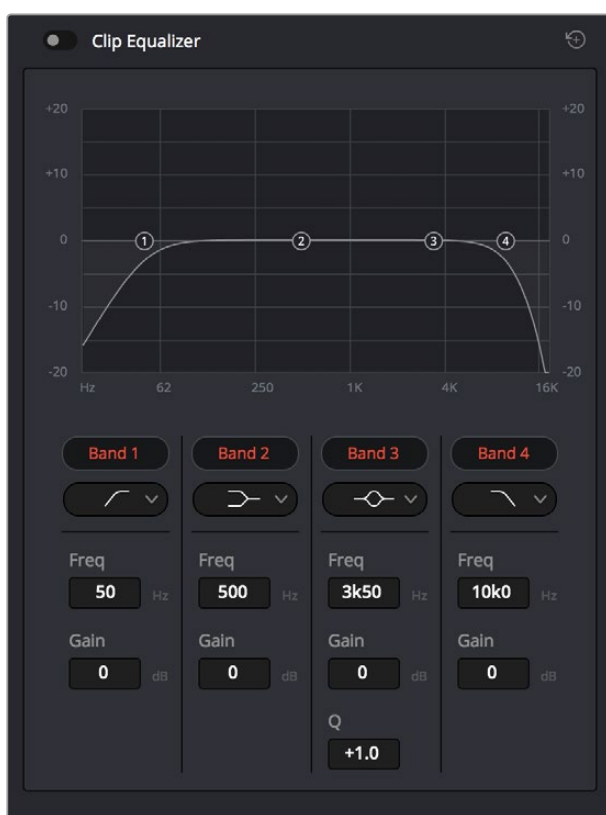 Clip Equalizer
+20 +20
+10 +10
1 2 3 4
0 0
-10 -10
-20 -20
Hz 62 250 1K 4K 16K
Band 1 Band 2 Band 3 Band 4
Freq Freq Freq Freq
50 Hz 500 Hz 3k50 Hz 10k0 Hz
Gain Gain Gain Gain
0 dB 0 dB 0 dB 0 dB
Q
+1.0